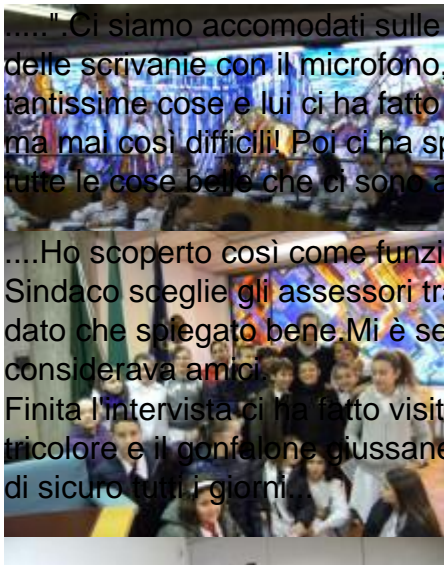 .....".Ci siamo accomodati sulle
delle scrivanie con il microfono.
tantissime cose e lui ci ha fatto
ma mai così difficili! Poi ci ha sp
tutte le cose belle che ci sono a
....Ho scoperto così come funzi
Sindaco sceglie gli assessori tr
dato che spiegato bene.Mi è se
considerava amici.
Finita l'intervista ci ha fatto visit
tricolore e il gonfalone giussane
di sicuro tutti i giorni...